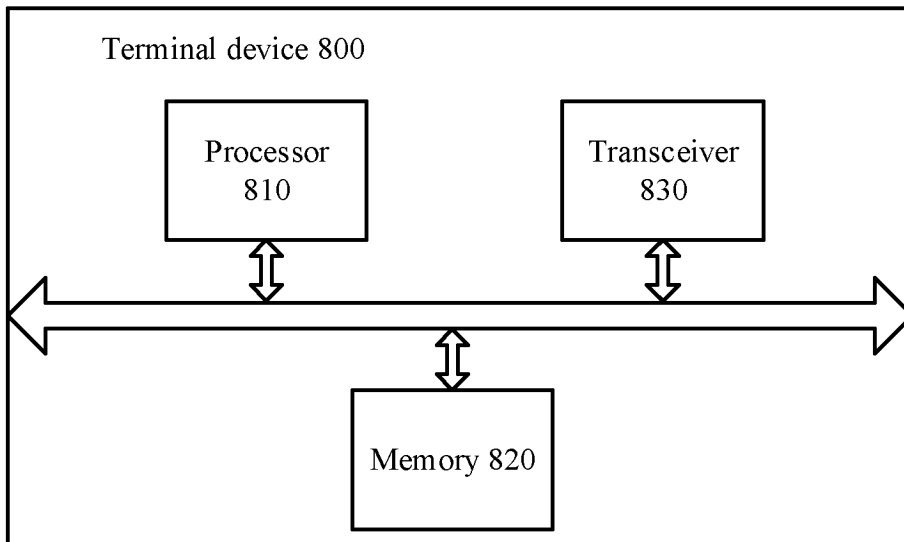 Terminal device 800
Processor
810
Transceiver
830
Memory 820